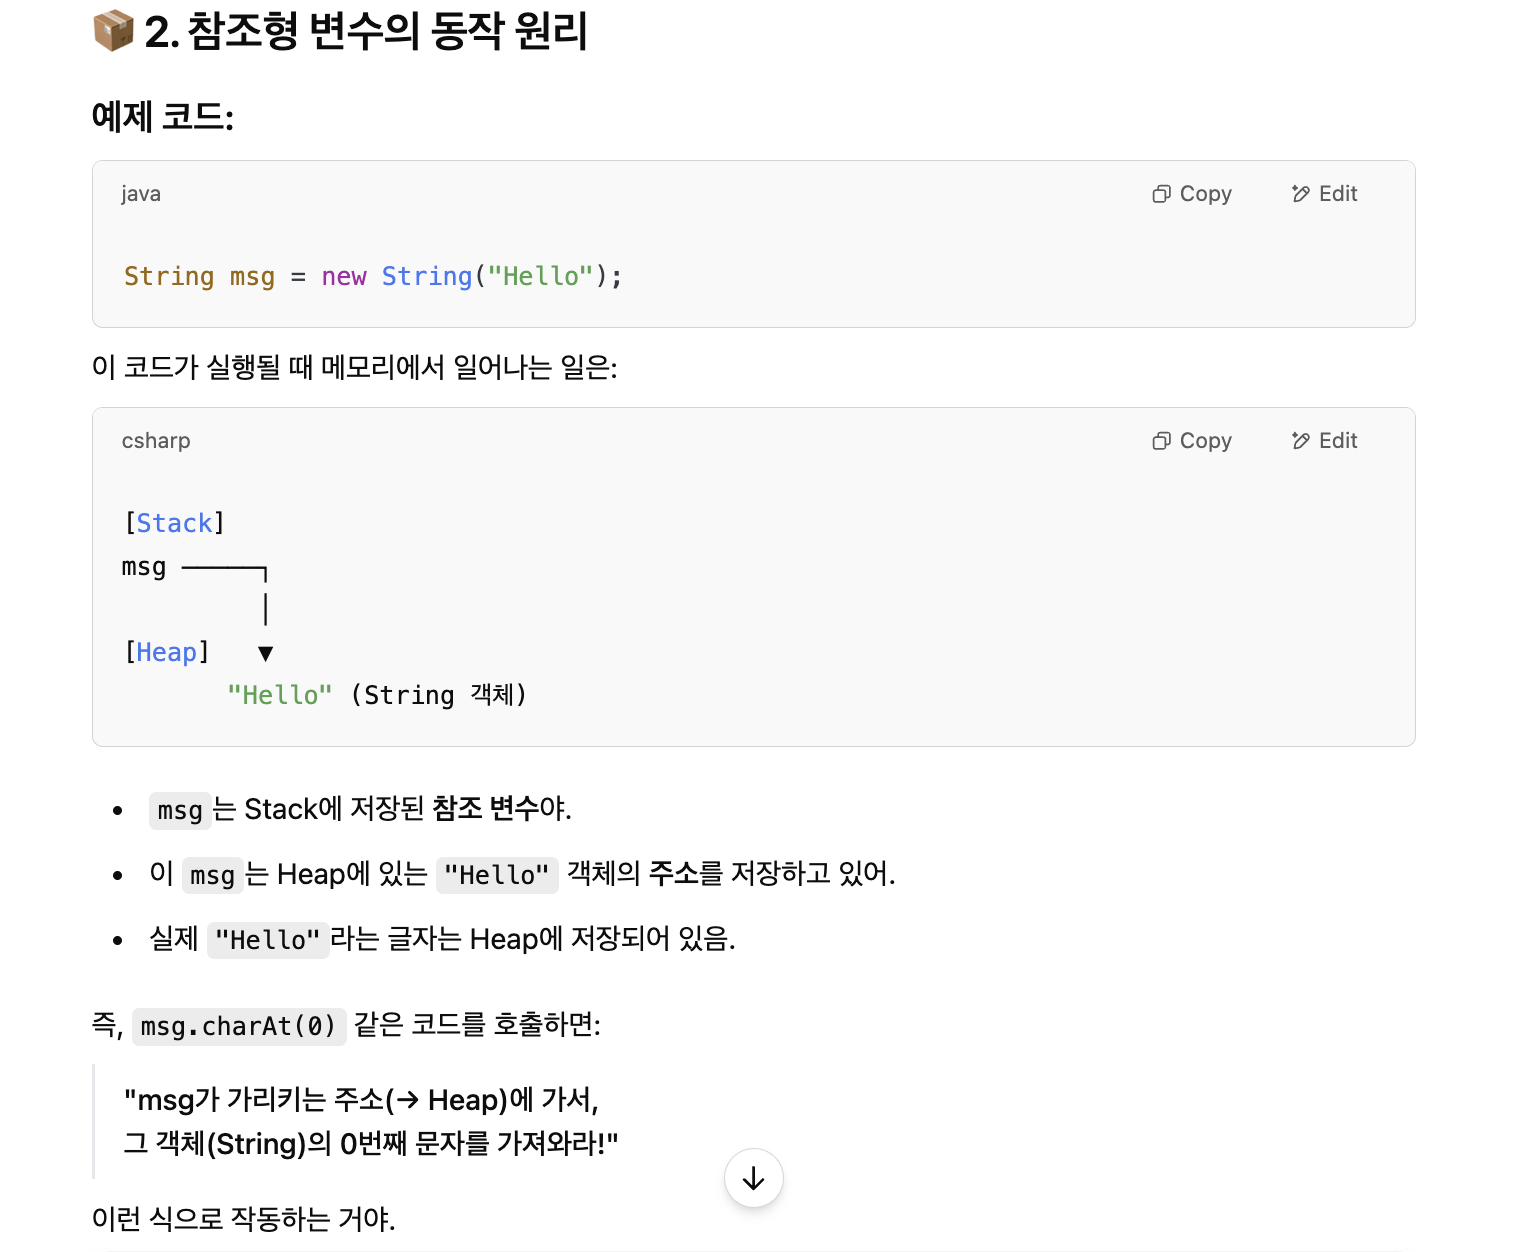 📦 2. 참조형 변수의 동작 원리
예제 코드:
java
Copy
Edit
String msg = new String("Hello");
이 코드가 실행될 때 메모리에서 일어나는 일은:
csharp
Copy
Edit
[Stack]
msg ─────┐
         │
[Heap]   ▼
       "Hello" (String 객체)
msg는 Stack에 저장된 참조 변수야.
이 msg는 Heap에 있는 "Hello" 객체의 주소를 저장하고 있어.
실제 "Hello"라는 글자는 Heap에 저장되어 있음.
즉, msg.charAt(0) 같은 코드를 호출하면:
"msg가 가리키는 주소(→ Heap)에 가서,
그 객체(String)의 0번째 문자를 가져와라!"
이런 식으로 작동하는 거야.